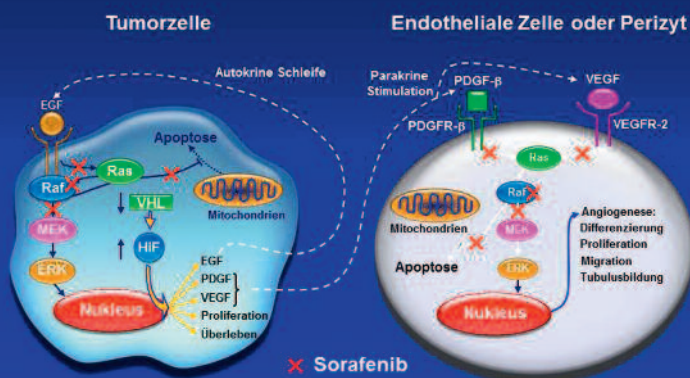 Tumorzelle
Endotheliale Zelle oder Perizyt
Autokrine Schleife
EGF
Apoptose
Ras
Raf
MEK
ERK
VHL
HIF
Mitochondrien
Nukleus
EGF
PDGF
VEGF
Proliferation
Überleben
Parakrine
Stimulation
PDGF-β
PDGFR-β
VEGF
VEGFR-2
Ras
Raf
MEK
ERK
Mitochondrien
Apoptose
Nukleus
Angiogenese:
Differenzierung
Proliferation
Migration
Tubulusbildung
Sorafenib